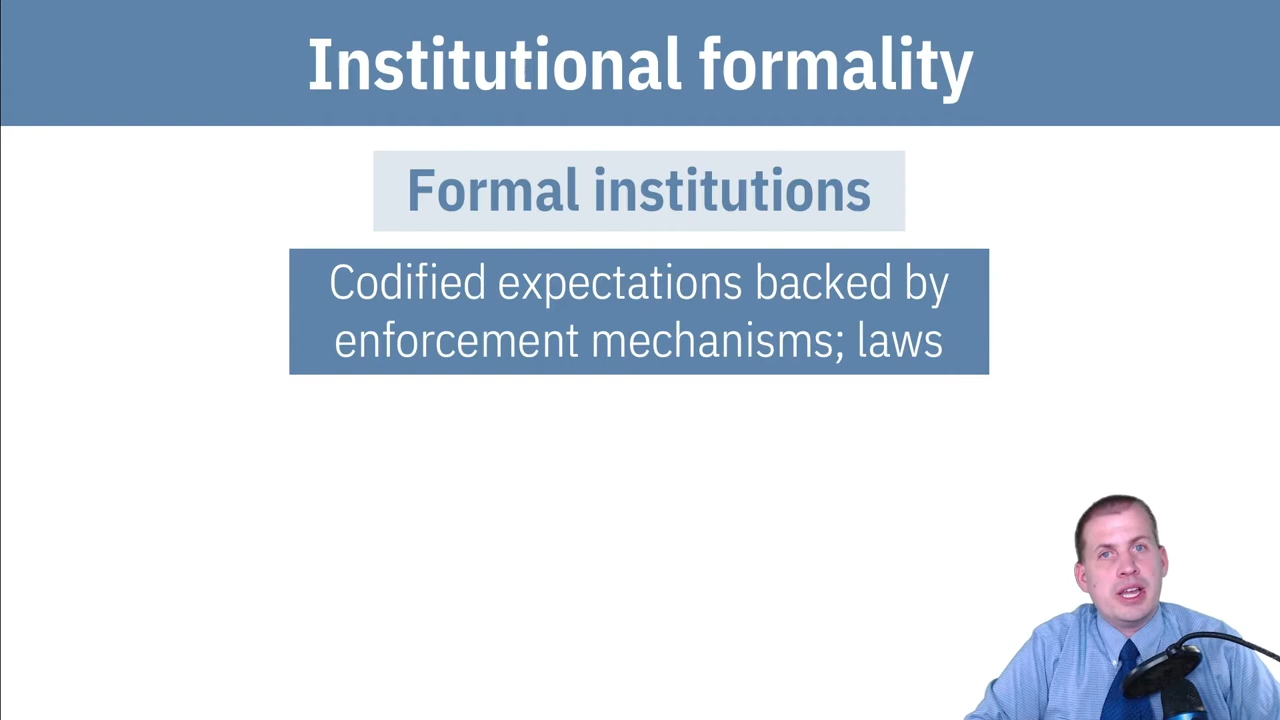 Institutional formality
Formal institutions
Codified expectations backed by
enforcement mechanisms; laws